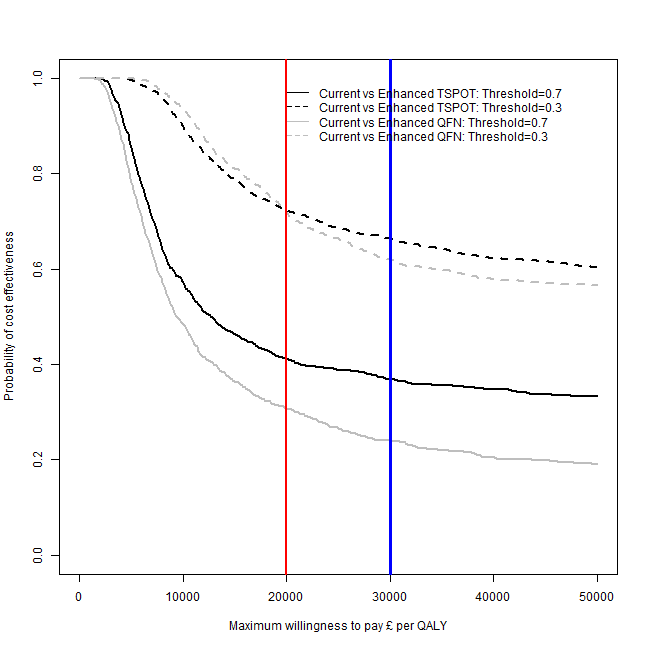 Current vs Enhanced TSPOT: Threshold=0.7
Current vs Enhanced TSPOT: Threshold=0.3
Current vs Enhanced QFN: Threshold=0.7
Current vs Enhanced QFN: Threshold=0.3
Probability of cost effectiveness
1.0
0.8
0.6
0.4
0.2
0.0
0 10000 20000 30000 40000 50000
Maximum willingness to pay £ per QALY